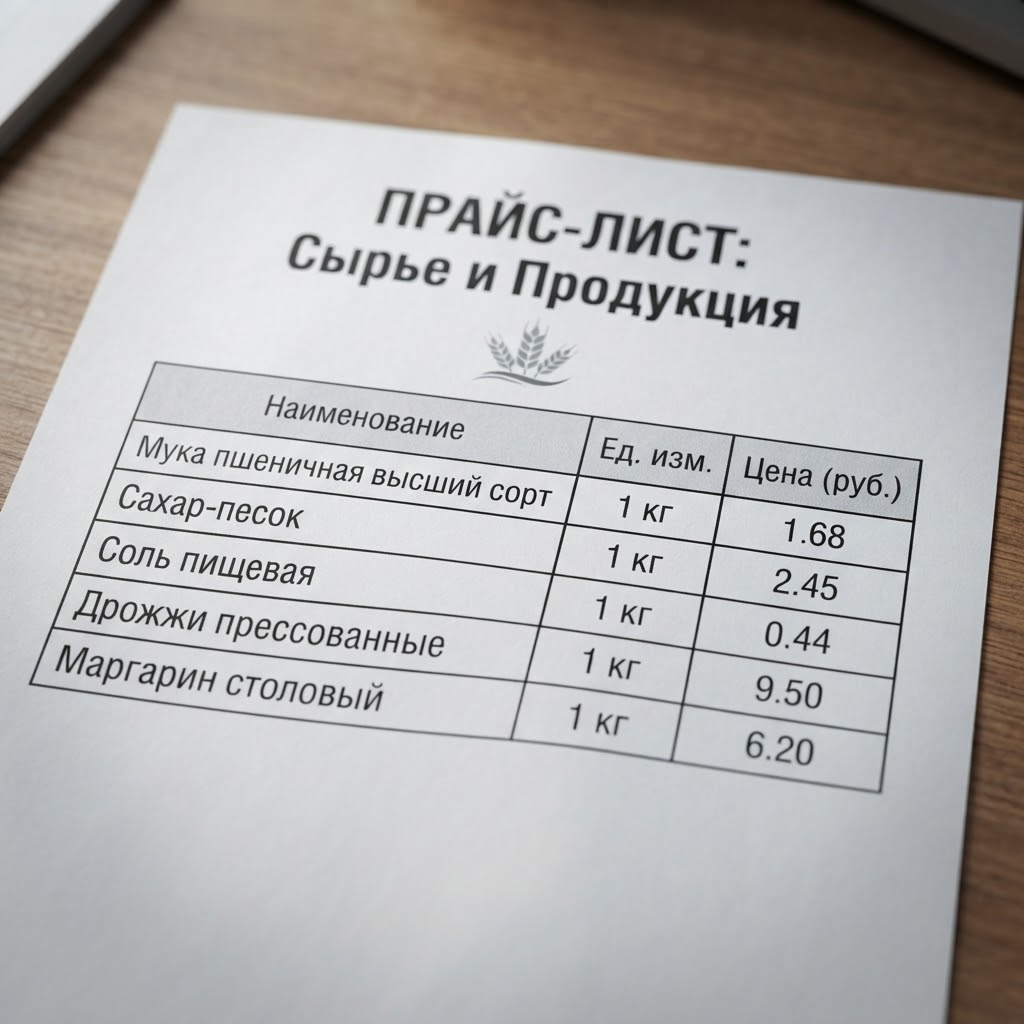 ПРАЙС-ЛИСТ:
Сырье и Продукция
Наименование Ед. изм. Цена (руб.)
Мука пшеничная высший сорт 1 кг 1.68
Сахар-песок 1 кг 2.45
Соль пищевая 1 кг 0.44
Дрожжи прессованные 1 кг 9.50
Маргарин столовый 1 кг 6.20